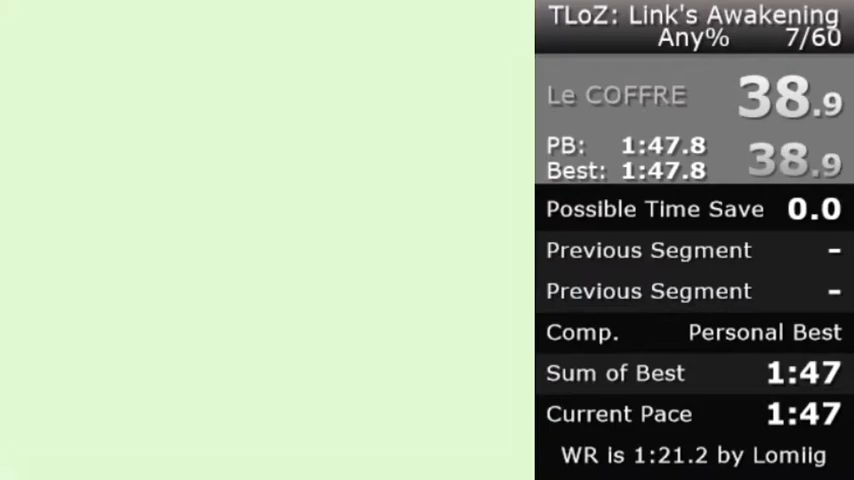 TLoZ: Link's Awakening
Any% 7/60
Le COFFRE 38.9
PB: 1:47.8
Best: 1:47.8 38.9
Possible Time Save 0.0
Previous Segment -
Previous Segment -
Comp. Personal Best
Sum of Best 1:47
Current Pace 1:47
WR is 1:21.2 by Lomiig